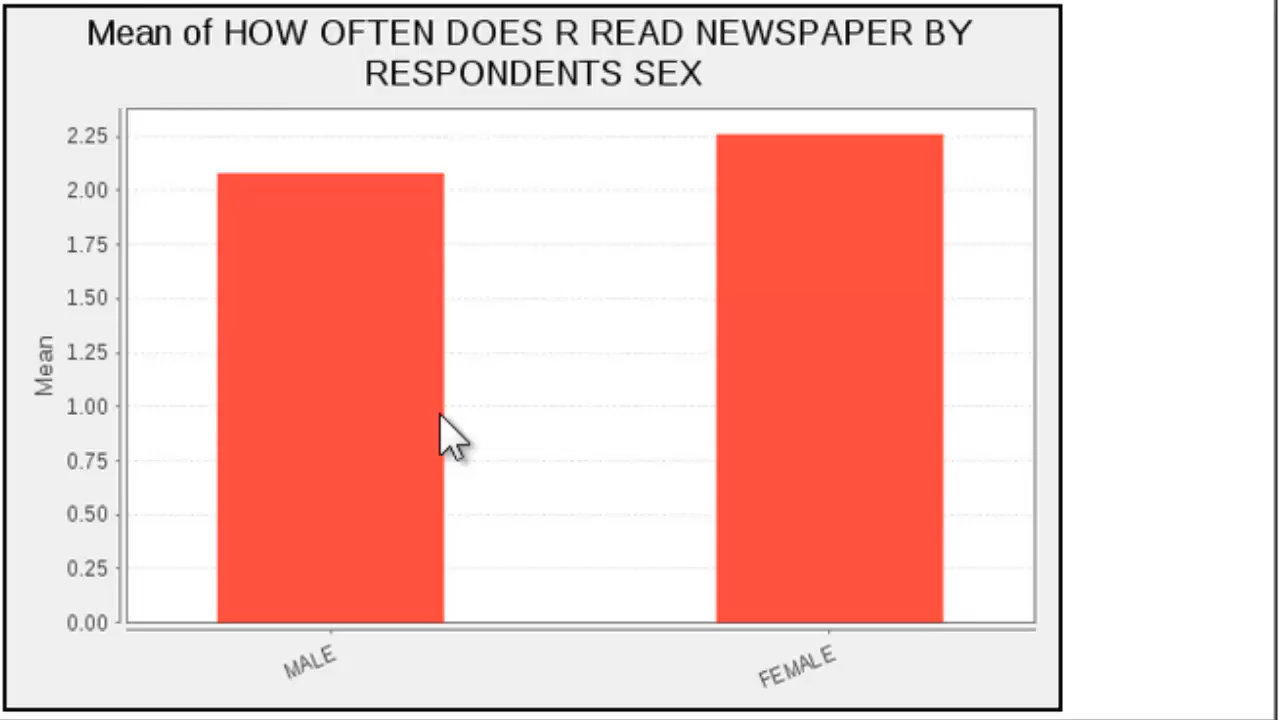 Mean of HOW OFTEN DOES R READ NEWSPAPER BY
RESPONDENTS SEX
2.25
2.00
1.75
1.50
1.25
1.00
0.75
0.50
0.25
0.00
Mean
MALE
FEMALE